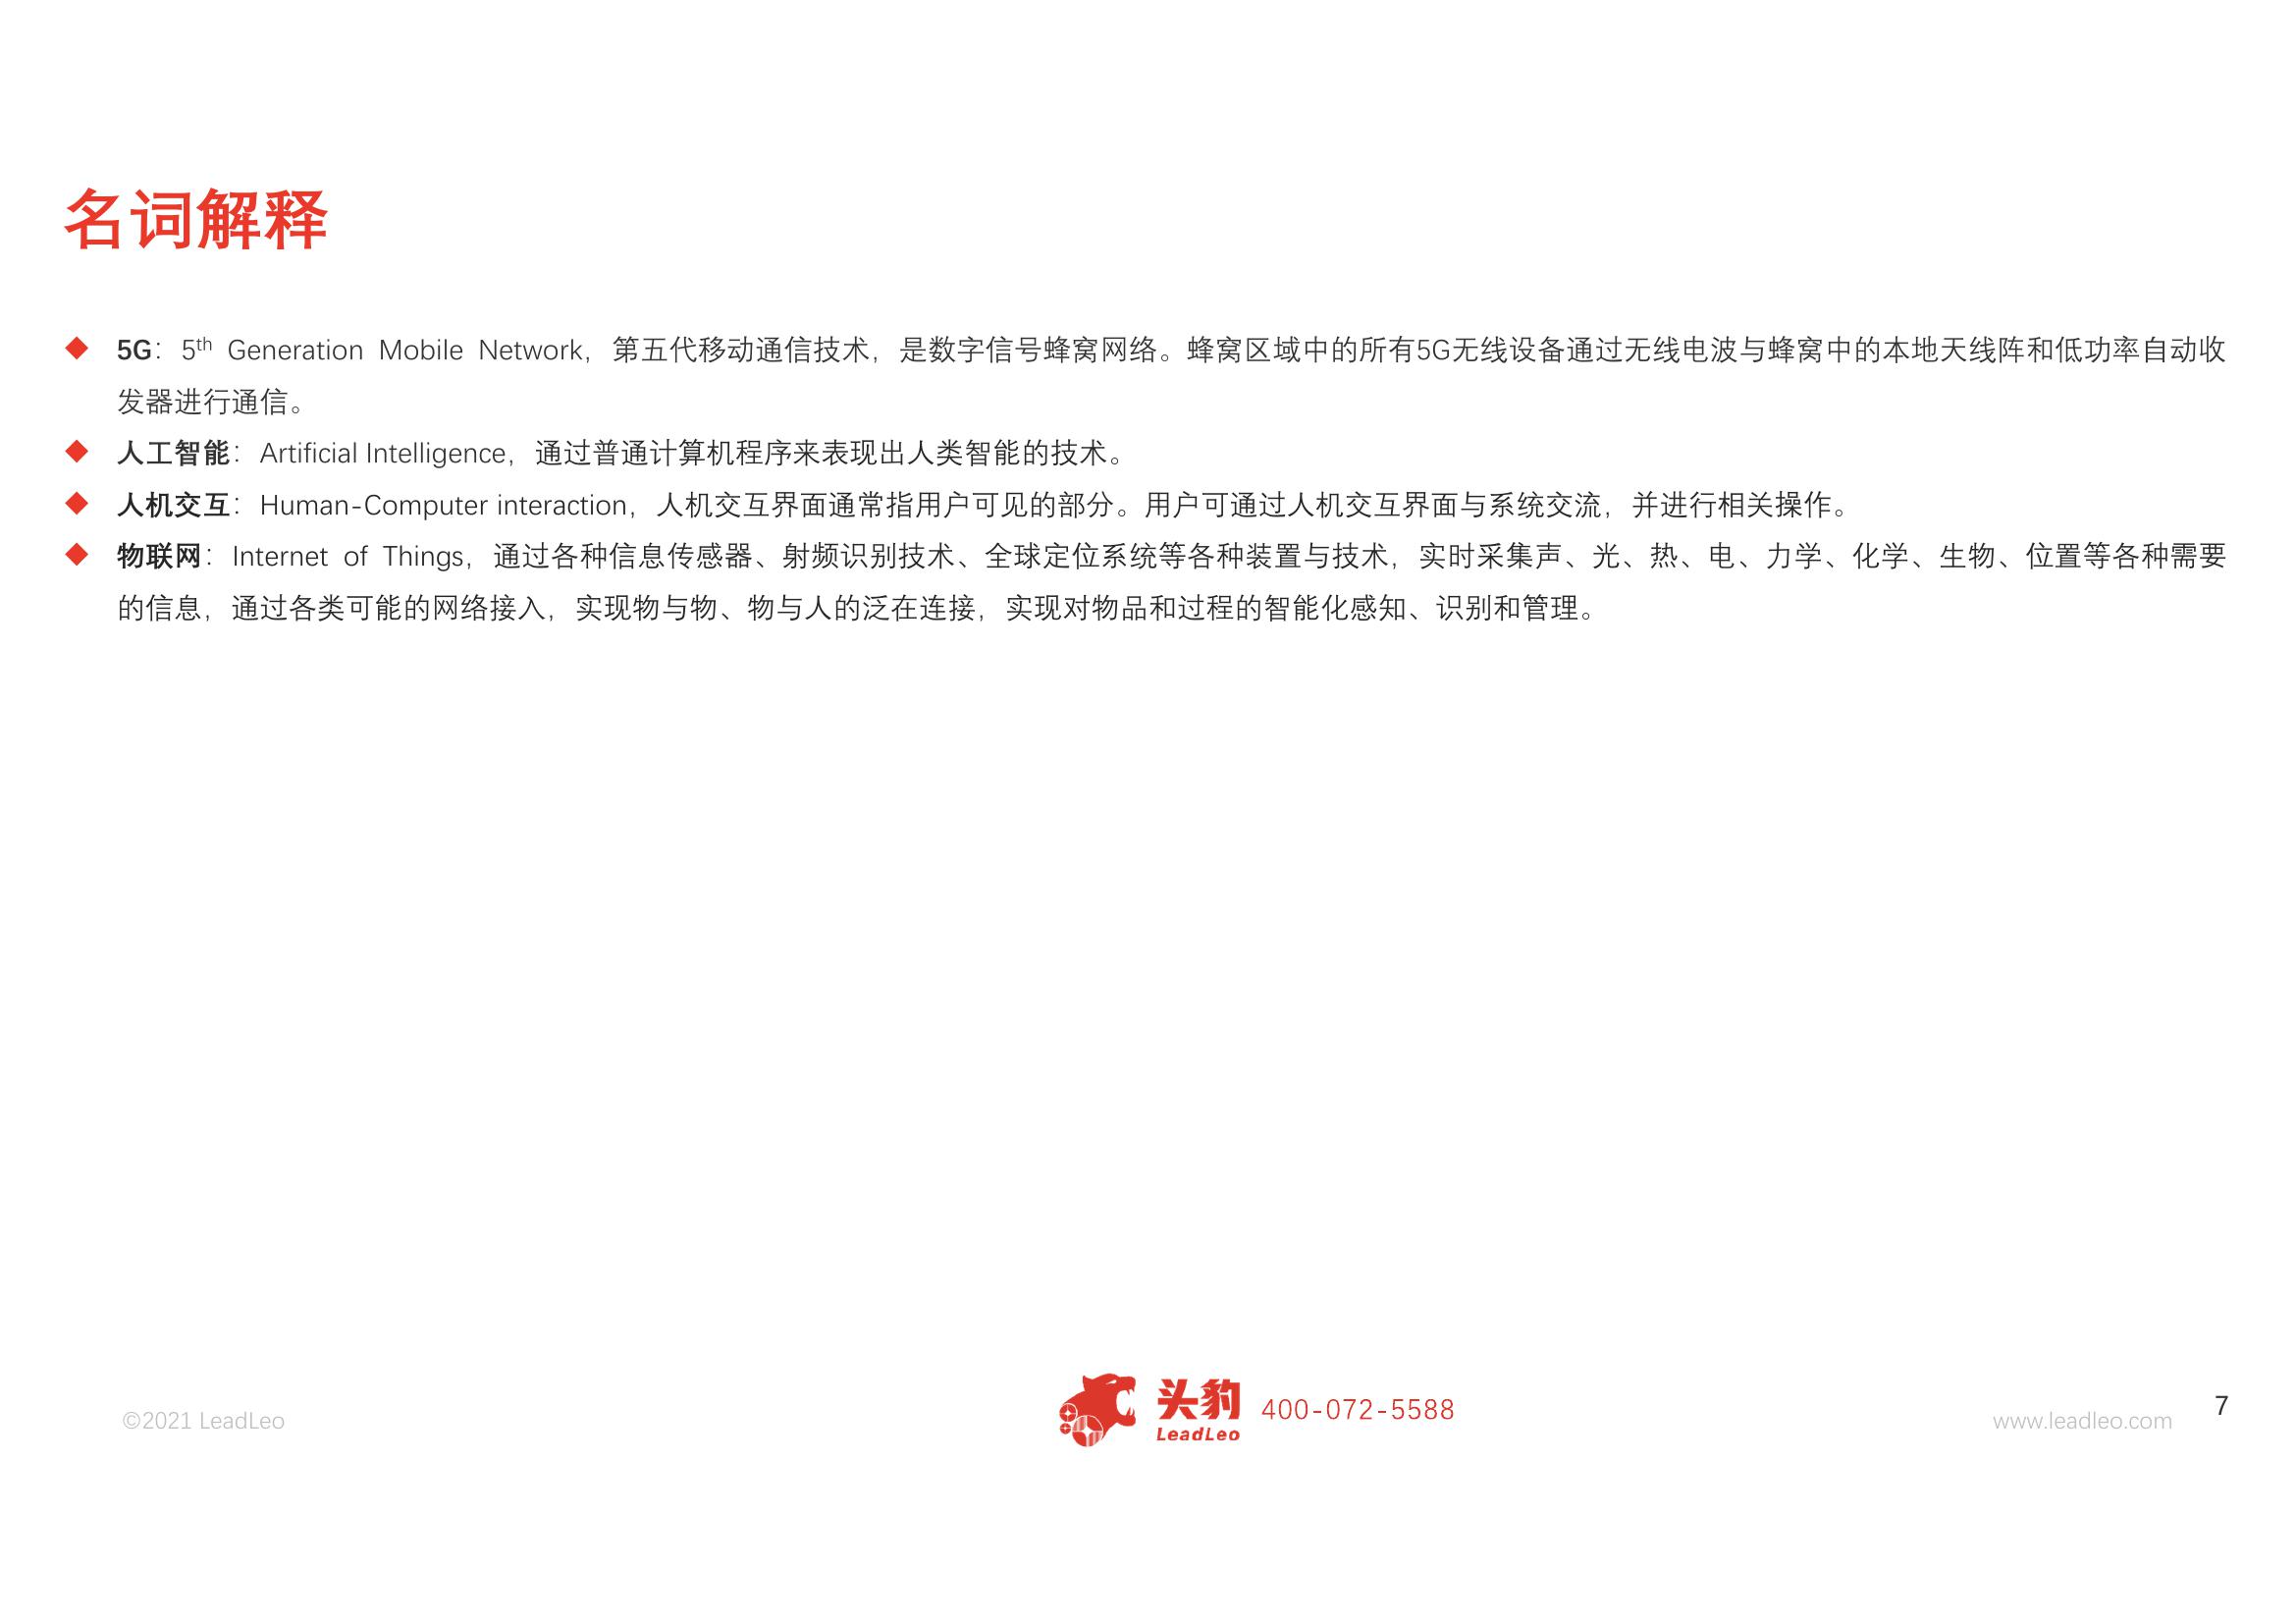 名词解释
◆ 5G：5th Generation Mobile Network，第五代移动通信技术，是数字信号蜂窝网络。蜂窝区域中的所有5G无线设备通过无线电波与蜂窝中的本地天线阵和低功率自动收
发器进行通信。
◆ 人工智能：Artificial Intelligence，通过普通计算机程序来表现出人类智能的技术。
◆ 人机交互：Human-Computer interaction，人机交互界面通常指用户可见的部分。用户可通过人机交互界面与系统交流，并进行相关操作。
◆ 物联网：Internet of Things，通过各种信息传感器、射频识别技术、全球定位系统等各种装置与技术，实时采集声、光、热、电、力学、化学、生物、位置等各种需要
的信息，通过各类可能的网络接入，实现物与物、物与人的泛在连接，实现对物品和过程的智能化感知、识别和管理。
©2021 LeadLeo
头豹
LeadLeo
400-072-5588
www.leadleo.com
7